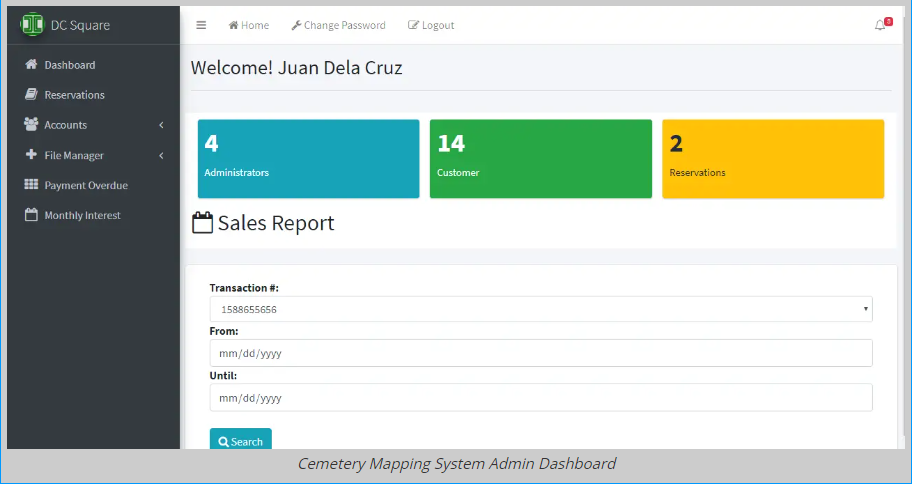 DC Square
Home Change Password Logout
Welcome! Juan Dela Cruz
Dashboard
Reservations
Accounts
File Manager
Payment Overdue
Monthly Interest
4
Administrators
14
Customer
2
Reservations
Sales Report
Transaction #:
1588655656
From:
mm/dd/yyyy
Until:
mm/dd/yyyy
Search
Cemetery Mapping System Admin Dashboard